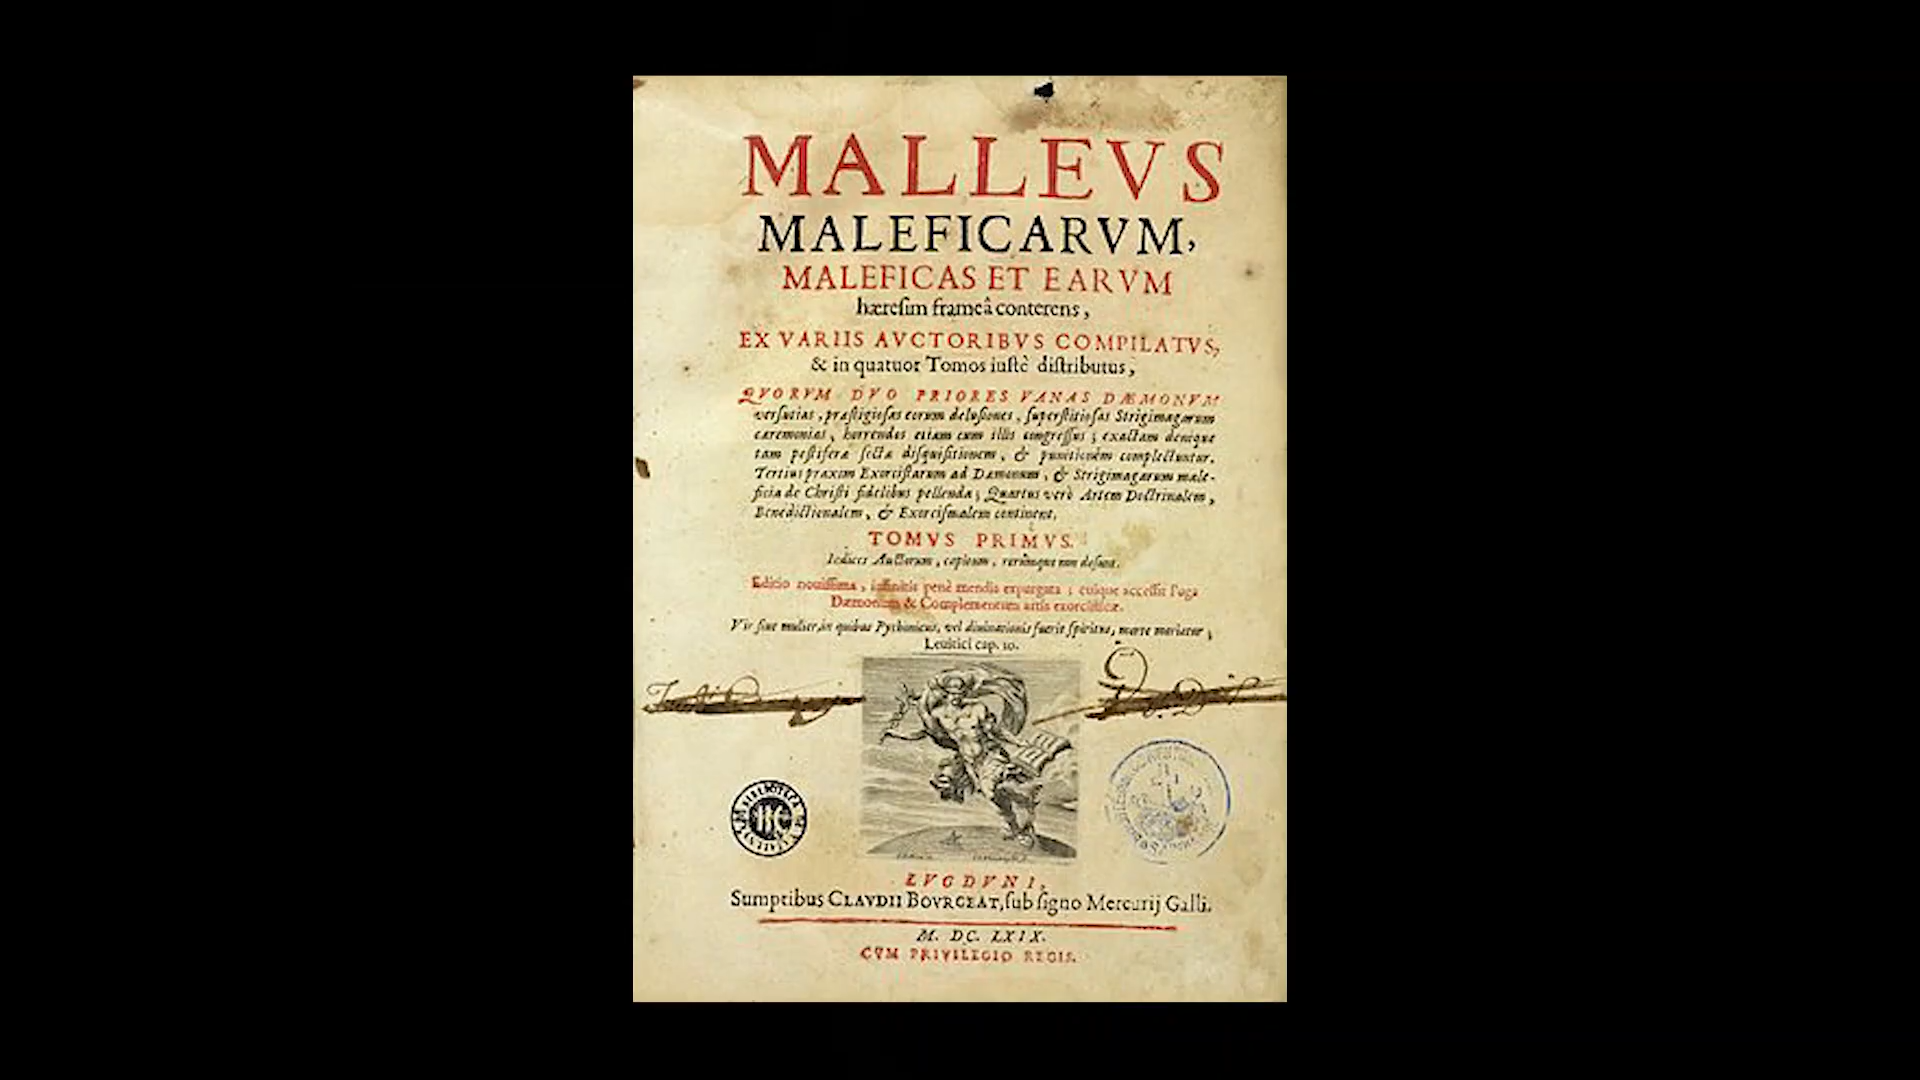 MALLEVS
MALEFICARVM,
MALEFICAS ET EARVM
hæresim frameâ conterens,
EX VARIIS AVCTORIBVS COMPILATVS,
& in quatuor Tomos iustè distributus,
QVORVM DVO PRIORES VANAS DÆMONVM
versutias, præstigiosas eorum delusiones, superstitiosas Strigimagarum
cæremonias, horrendos etiam cum illis congressus; exactam denique
tam pestiferæ sectæ disquisitionem, & punitionem complectuntur.
Tertius praxim Exorcistarum ad Dæmonum, & Strigimagarum male-
ficia de Christi fidelibus pellenda; Quartus verò Artem Doctrinalem,
Benedictionalem, & Exorcismalem continent.
TOMVS PRIMVS.
Indices Auctorum, capitum, rerumque non desunt.
Editio nouissima, infinitis penè mendis expurgata; cuique accessit Fuga
Dæmonum & Complementum artis exorcisticæ.
Vir siue mulier, in quibus Pythonicus, vel diuinationis fuerit spiritus, morte moriatur;
Leuitici cap. 10.
BIBLIOTECA
LVGDVNI,
Sumptibus CLAVDII BOVRGEAT, sub signo Mercurij Galli.
M. DC. LXIX.
CVM PRIVILEGIO REGIS.